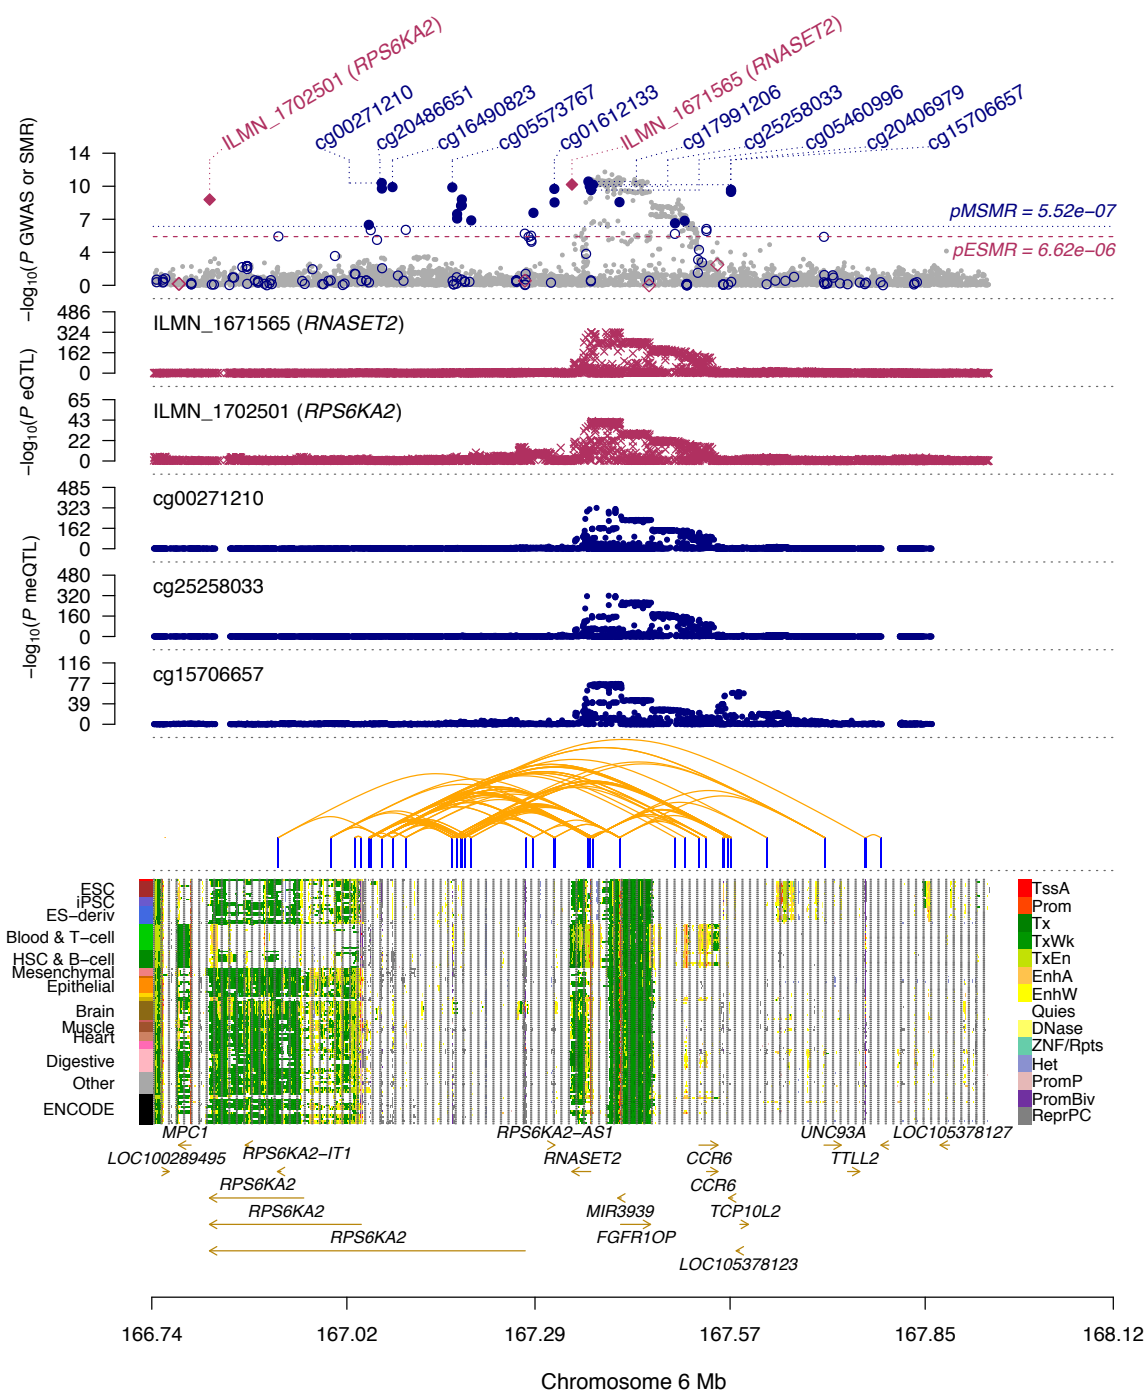 ILMN_1702501 (RPS6KA2)
cg00271210
cg20486651
cg16490823
cg05573767
cg01612133
ILMN_1671565 (RNASET2)
cg17991206
cg25258033
cg05460996
cg20406979
cg15706657
−log10(P GWAS or SMR)
14
10
7
4
0
pMSMR = 5.52e−07
pESMR = 6.62e−06
−log10(P eQTL)
486
324
162
0
ILMN_1671565 (RNASET2)
65
43
22
0
ILMN_1702501 (RPS6KA2)
−log10(P meQTL)
485
323
162
0
cg00271210
480
320
160
0
cg25258033
116
77
39
0
cg15706657
ESC
iPSC
ES−deriv
Blood & T−cell
HSC & B−cell
Mesenchymal
Epithelial
Brain
Muscle
Heart
Digestive
Other
ENCODE
TssA
Prom
Tx
TxWk
TxEn
EnhA
EnhW
Quies
DNase
ZNF/Rpts
Het
PromP
PromBiv
ReprPC
MPC1
RPS6KA2−AS1
UNC93A
LOC105378127
LOC100289495
RPS6KA2−IT1
RNASET2
CCR6
TTLL2
RPS6KA2
CCR6
RPS6KA2
MIR3939
TCP10L2
RPS6KA2
FGFR1OP
LOC105378123
166.74
167.02
167.29
167.57
167.85
168.12
Chromosome 6 Mb